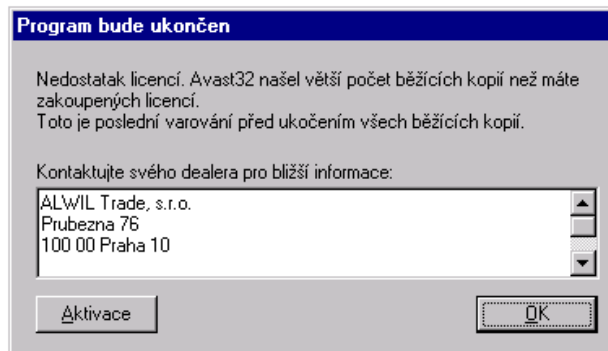 Program bude ukončen
Nedostatak licencí. Avast32 našel větší počet běžících kopií než máte
zakoupených licencí.
Toto je poslední varování před ukočením všech běžících kopií.
Kontaktujte svého dealera pro bližší informace:
ALWIL Trade, s.r.o.
Prubezna 76
100 00 Praha 10
Aktivace
OK